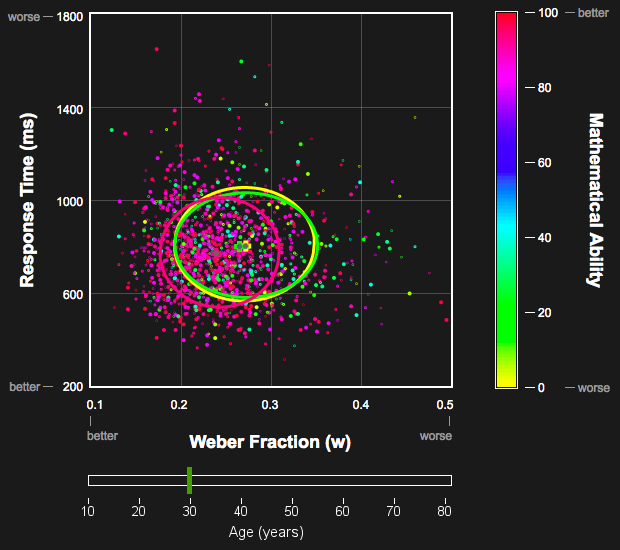 worse
1800
1400
1000
600
better
200
Response Time (ms)
0.1
0.2
0.3
0.4
0.5
better
worse
Weber Fraction (w)
10
20
30
40
50
60
70
80
Age (years)
100
better
80
60
40
20
0
worse
Mathematical Ability